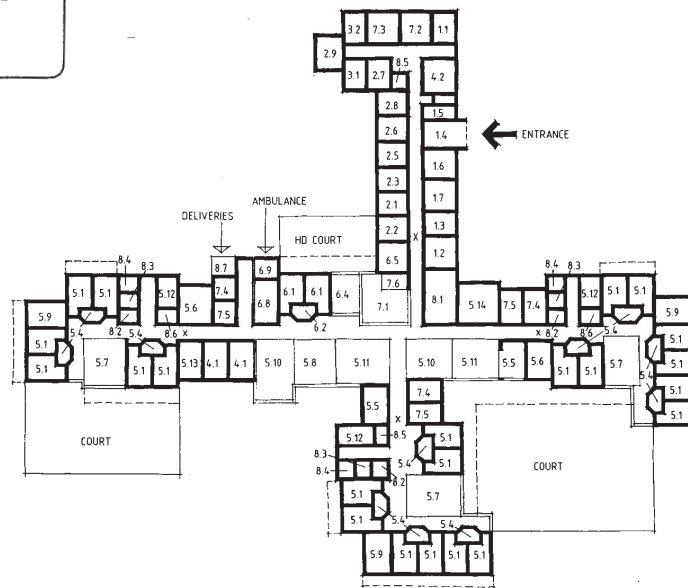 3.2 7.3 7.2 1.1
2.9
3.1 2.7 8.5 4.2
2.8 1.5
2.6 1.4 ENTRANCE
2.5 1.6
2.3 1.7
2.1
2.2 1.3
6.5 1.2
7.6 8.1
7.1
X
DELIVERIES
AMBULANCE
HD COURT
8.7 6.9
7.4 6.8
7.5
6.1 6.1 6.4
6.2
8.4 8.3
5.1 5.1 5.12 5.6
5.9
5.4 8.2 5.4 8.6 X
5.1
5.1 5.7 5.1 5.1 5.13 4.1 4.1 5.10 5.8 5.11
COURT
8.4 8.3
5.14 7.5 7.4 5.12 5.1 5.1
5.9
X 8.2 8.6 5.4
5.10 5.11 5.5 5.6 5.1 5.1 5.7 5.1
5.4 5.1
5.1
5.1
5.5 7.4
X 7.5
5.12 8.5 5.1
8.3 5.4 5.1
8.4 8.2
5.1 5.7
5.1 5.4 5.4
5.9 5.1 5.1 5.1 5.1
COURT